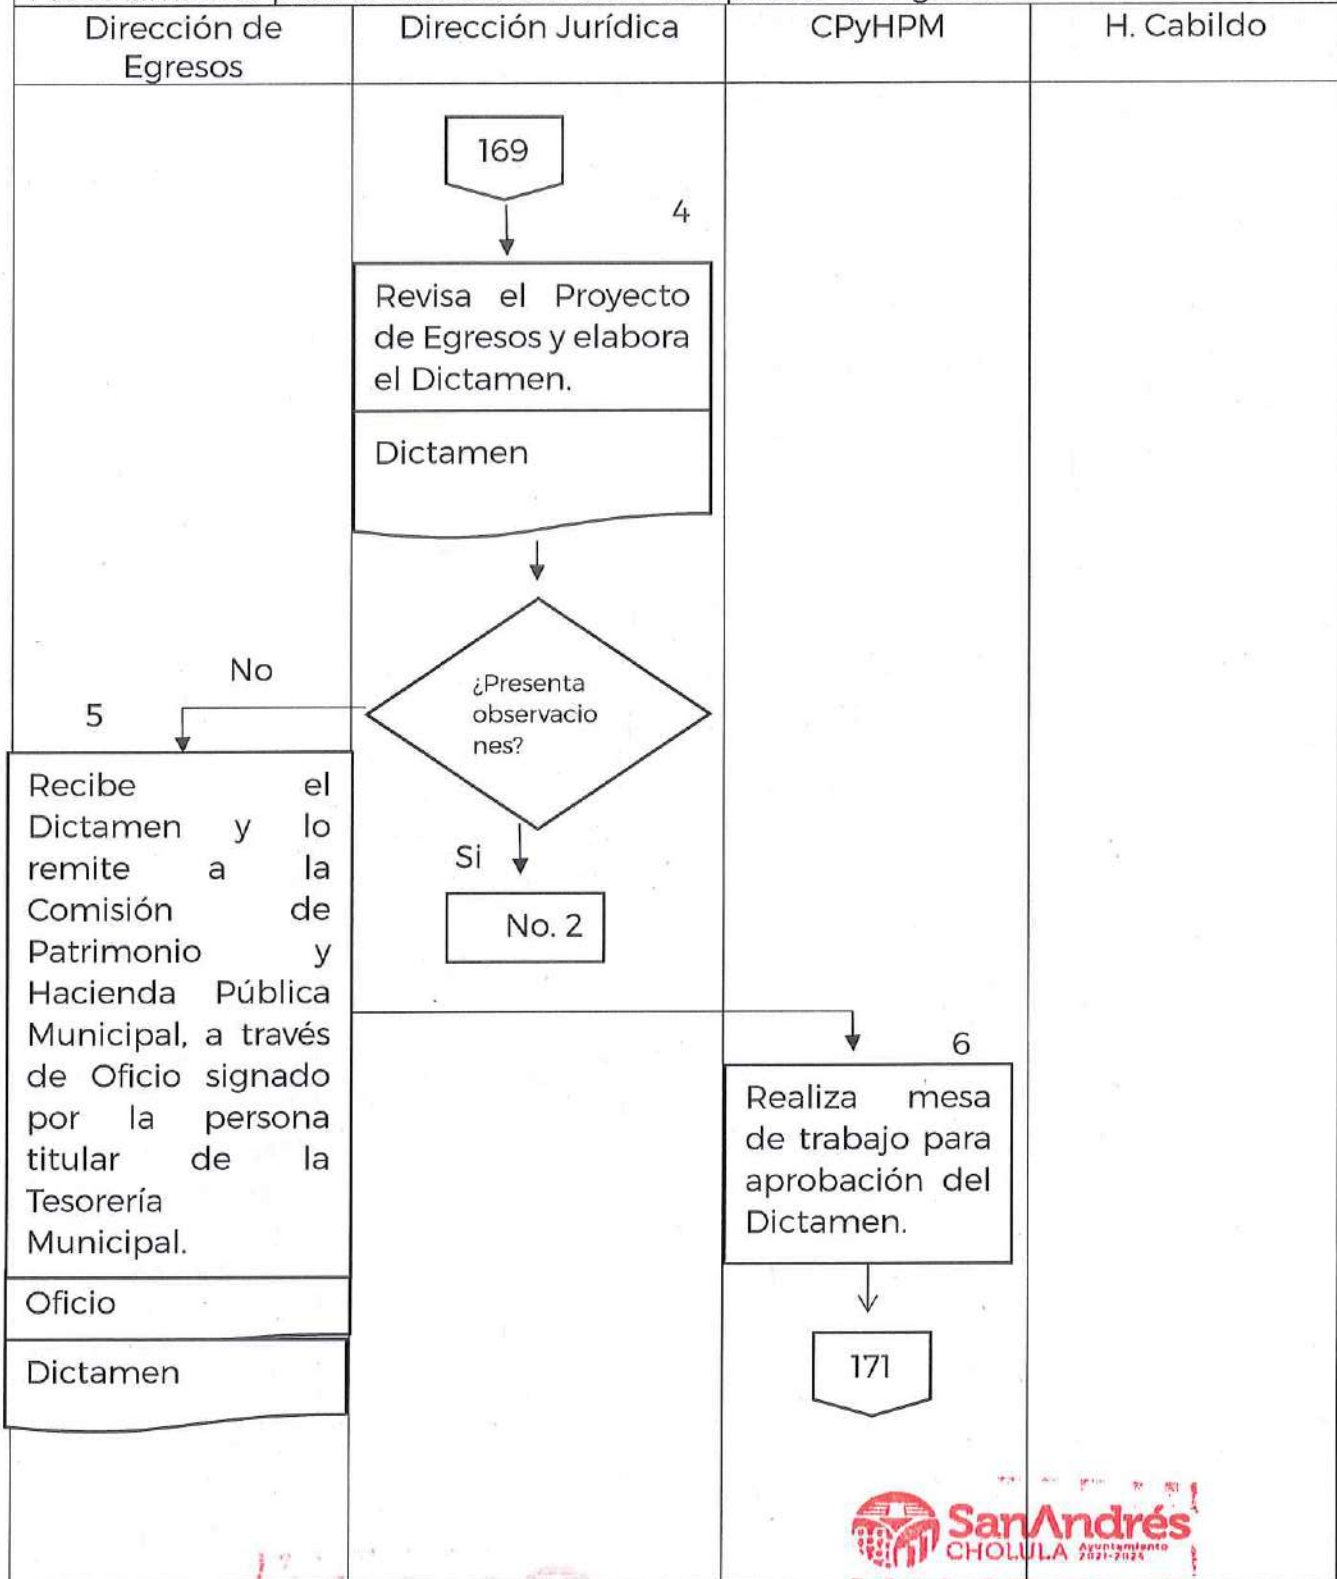 Dirección de
Egresos
Dirección Jurídica
CPyHPM
H. Cabildo
169
4
Revisa el Proyecto
de Egresos y elabora
el Dictamen.
Dictamen
¿Presenta
observacio
nes?
No
Si
No. 2
5
Recibe el
Dictamen y lo
remite a la
Comisión de
Patrimonio y
Hacienda Pública
Municipal, a través
de Oficio signado
por la persona
titular de la
Tesorería
Municipal.
Oficio
Dictamen
6
Realiza mesa
de trabajo para
aprobación del
Dictamen.
171
SanAndrés
CHOLULA Ayuntamiento
2021-2024